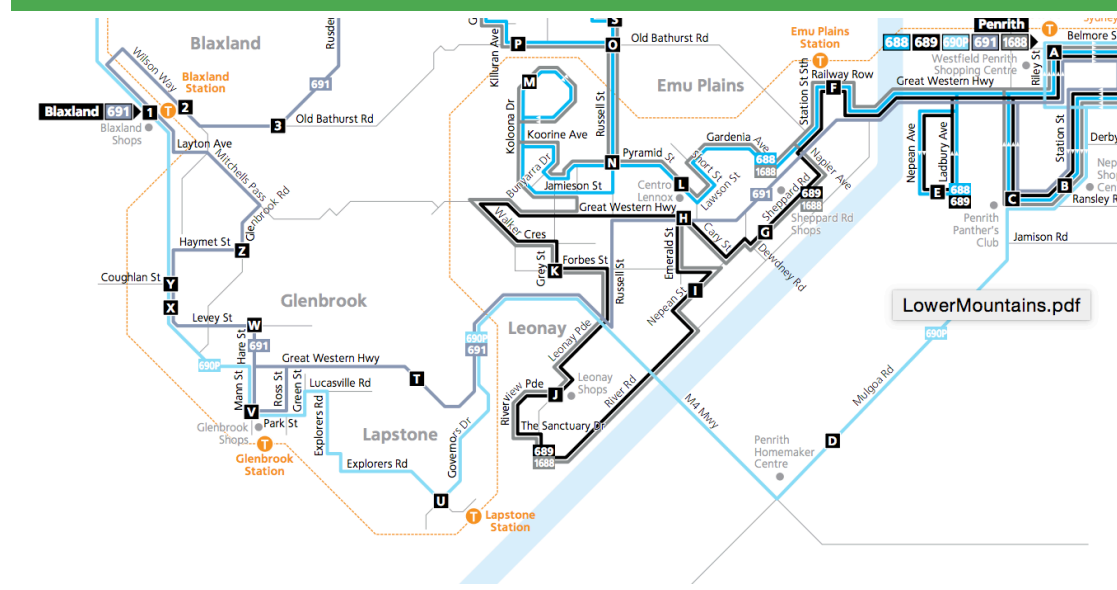 Blaxland
Wilson Way
Blaxland
Station
T
Blaxland 691
1
2
3
Blaxland
Shops
Old Bathurst Rd
691
Layton Ave
Mitchells Pass
Glenbrook Rd
Haymet St
Z
Coughlan St
Y
X
Glenbrook
Levey St
W
Hare St
691
690P
Great Western Hwy
Mann St
Ross St
Green St
Lucasville Rd
T
V
Park St
Glenbrook
Shops
T
Glenbrook
Station
Explorers Rd
Explorers Rd
Lapstone
Governors Dr
U
T
Lapstone
Station
690P
691
Killuran Ave
P
S
O
Old Bathurst Rd
M
Koloona Dr
Koorine Ave
Russell St
Emu Plains
Bunyarra Dr
N
Pyramid St
Jamieson St
L
Centro
Lennox
Short St
Lawson St
Gardenia Ave
688
1688
Great Western Hwy
H
691
Walker Cres
Grey St
K
Forbes St
Russell St
Emerald St
Cary St
G
Sheppard Rd
Sheppard Rd
Shops
689
1688
Napier Ave
Dewdney Rd
Nepean St
I
Leonay
Leonay Pde
Leonay
Shops
J
Riverview Pde
River Rd
The Sanctuary Dr
689
1688
M4 Mwy
Emu Plains
Station
T
Station St Sth
Railway Row
F
Penrith
688 689 690P 691 1688
T
Belmore S
Westfield Penrith
Shopping Centre
Riley St
A
Great Western Hwy
Nepean Ave
Ladbury Ave
E
688
689
Station St
Derby
B
C
Ransley R
Penrith
Panther's
Club
Jamison Rd
LowerMountains.pdf
690P
Mulgoa Rd
D
Penrith
Homemaker
Centre